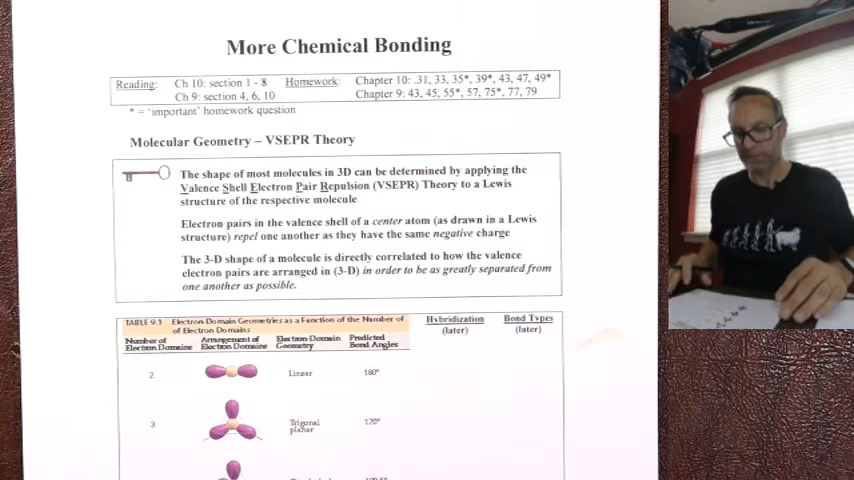 More Chemical Bonding
Reading: Ch 10: section 1 - 8 Homework: Chapter 10: .31, 33, 35*, 39*, 43, 47, 49*
Ch 9: section 4, 6, 10 Chapter 9: 43, 45, 55*, 57, 75*, 77, 79
* = "important" homework question
Molecular Geometry – VSEPR Theory
The shape of most molecules in 3D can be determined by applying the
Valence Shell Electron Pair Repulsion (VSEPR) Theory to a Lewis
structure of the respective molecule
Electron pairs in the valence shell of a center atom (as drawn in a Lewis
structure) repel one another as they have the same negative charge
The 3-D shape of a molecule is directly correlated to how the valence
electron pairs are arranged in (3-D) in order to be as greatly separated from
one another as possible.
TABLE 9.1 Electron Domain Geometries as a Function of the Number of
of Electron Domains
Hybridization Bond Types
(later) (later)
Number of Arrangement of Electron-Domain Predicted
Electron Domains Electron Domains Geometry Bond Angles
2 Linear 180°
3 Trigonal planar 120°